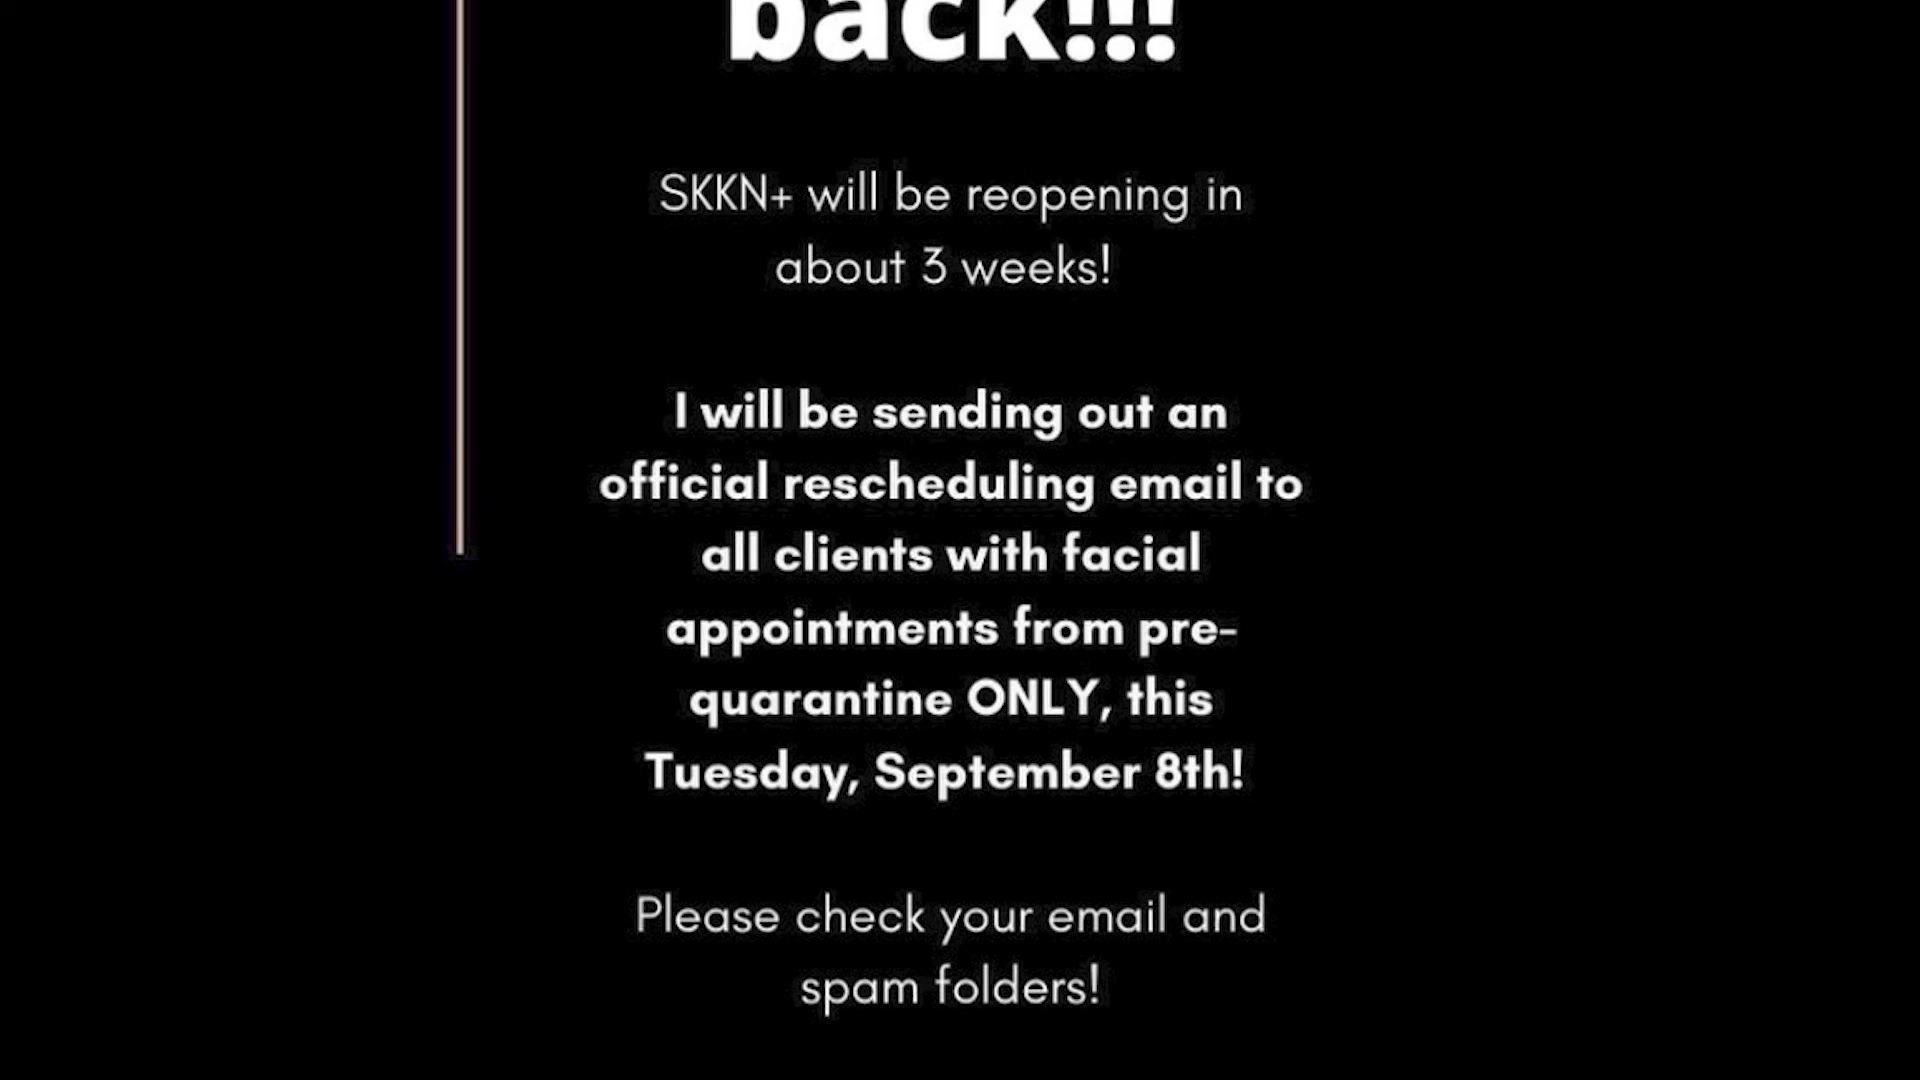 back!!!
SKKN+ will be reopening in
about 3 weeks!
I will be sending out an
official rescheduling email to
all clients with facial
appointments from pre-
quarantine ONLY, this
Tuesday, September 8th!
Please check your email and
spam folders!